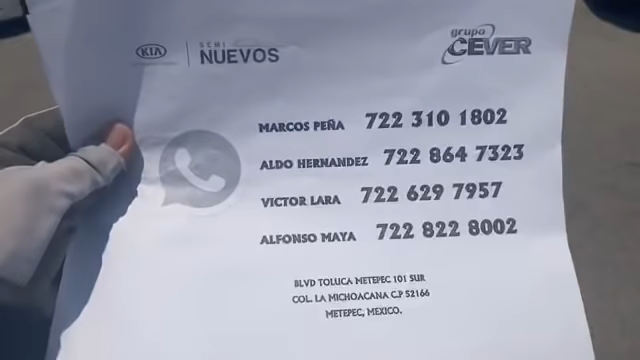 KIA
SEMI
NUEVOS
grupo
CEVER
MARCOS PEÑA 722 310 1802
ALDO HERNANDEZ 722 864 7323
VICTOR LARA 722 629 7957
ALFONSO MAYA 722 822 8002
BLVD TOLUCA METEPEC 101 SUR
COL. LA MICHOACANA C.P 52166
METEPEC, MEXICO.